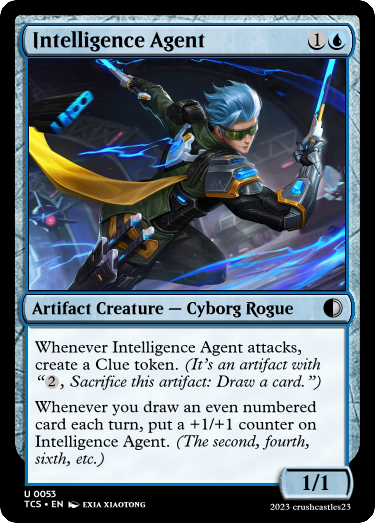 Intelligence Agent 1
Artifact Creature — Cyborg Rogue
Whenever Intelligence Agent attacks,
create a Clue token. (It's an artifact with
“2, Sacrifice this artifact: Draw a card.”)
Whenever you draw an even numbered
card each turn, put a +1/+1 counter on
Intelligence Agent. (The second, fourth,
sixth, etc.)
1/1
U 0053
TCS • EN EXIA XIAOTONG
2023 crushcastles23